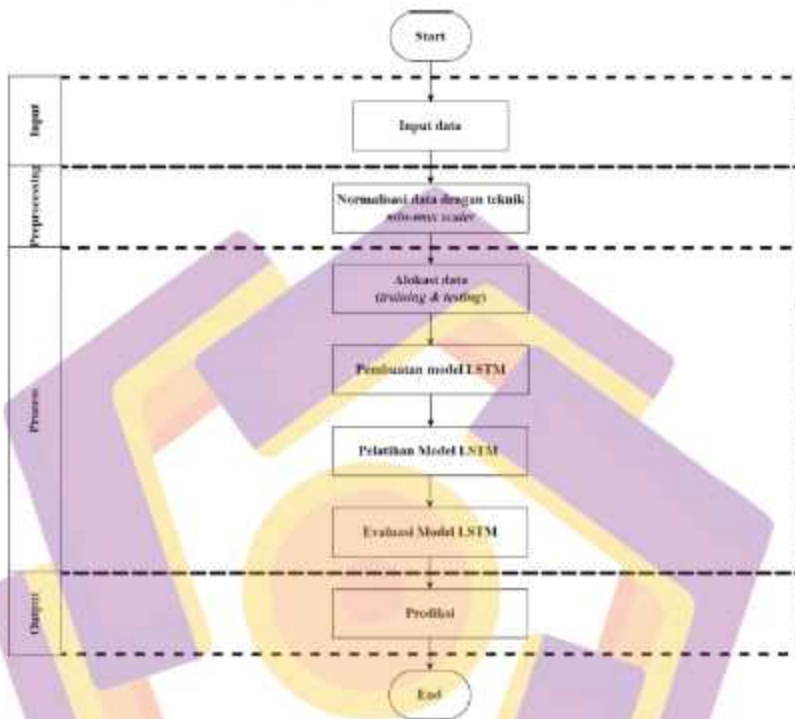 Start
Input
Input data
Preprocessing
Normalisasi data dengan teknik
min-max scaler
Process
Alokasi data
(training & testing)
Pembuatan model LSTM
Pelatihan Model LSTM
Evaluasi Model LSTM
Output
Prediksi
End